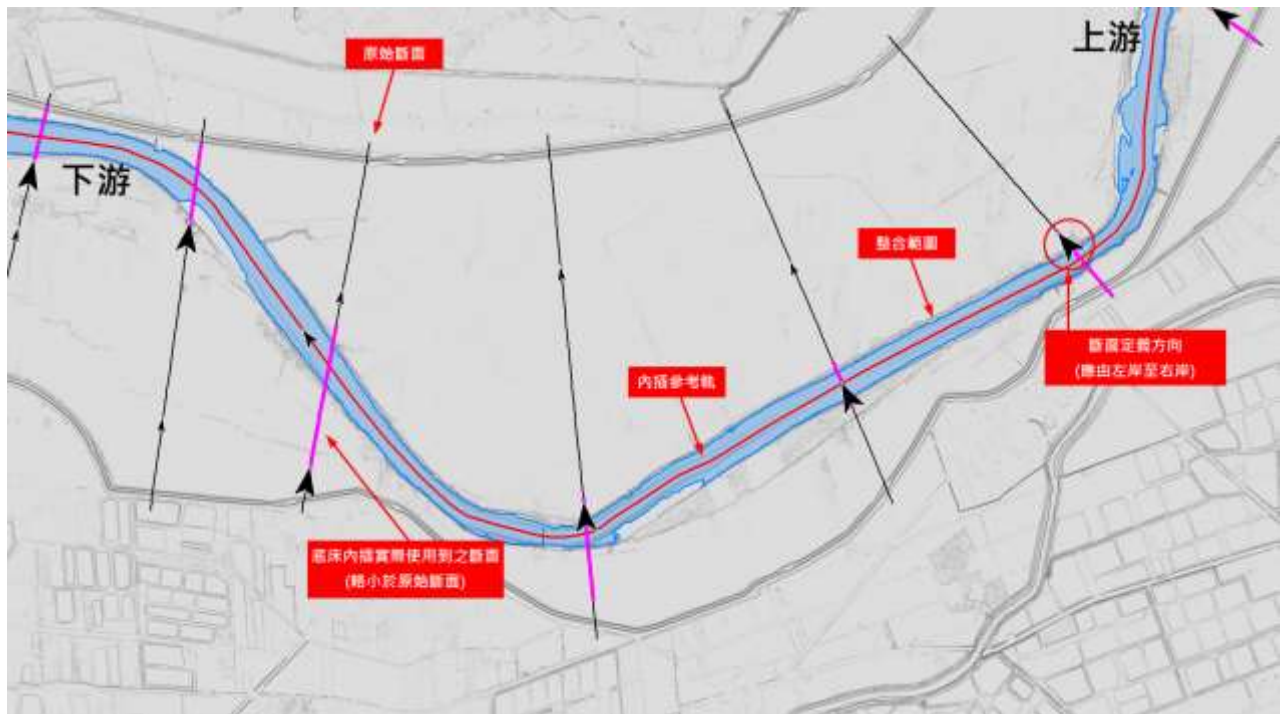 上游
原始斷面
下游
整合範圍
斷面定義方向
(應由左岸至右岸)
內插參考軌
底床內插實際使用到之斷面
(略小於原始斷面)